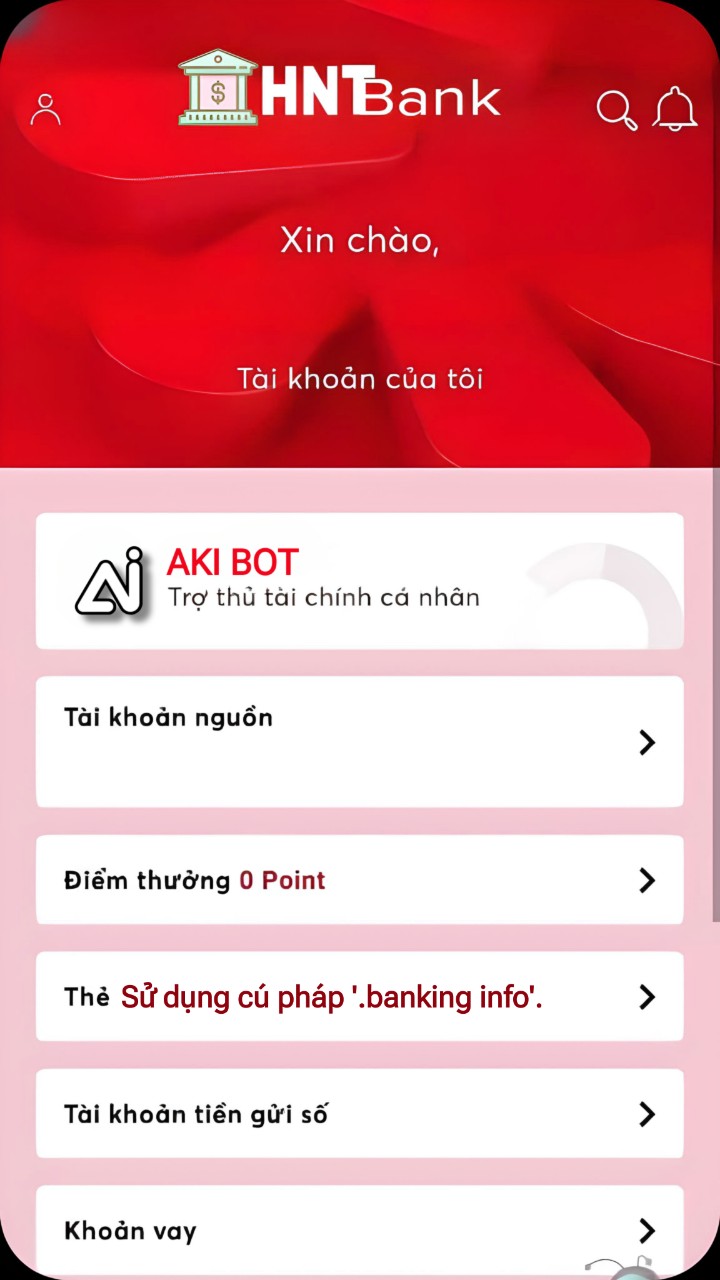 HNTBank
Xin chào,
Tài khoản của tôi
AKI BOT
Trợ thủ tài chính cá nhân
Tài khoản nguồn
Điểm thưởng 0 Point
Thẻ Sử dụng cú pháp '.banking info'.
Tài khoản tiền gửi số
Khoản vay